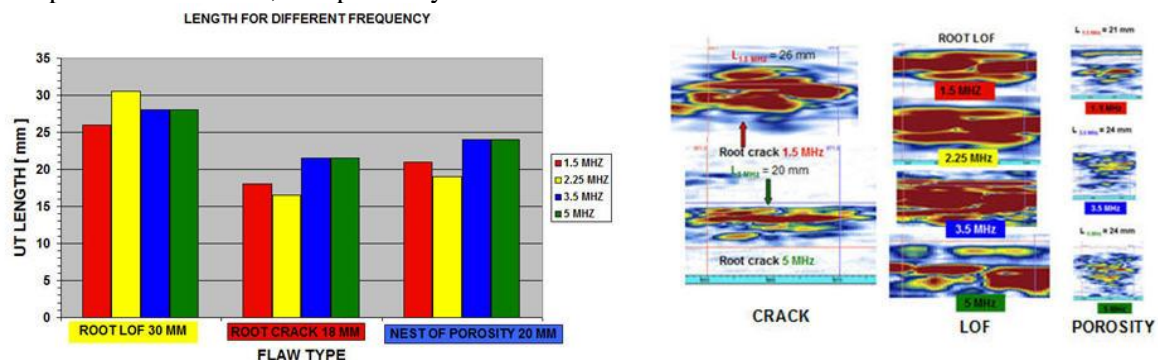 LENGTH FOR DIFFERENT FREQUENCY
35
30
25
20
15
10
5
0
UT LENGTH [ mm ]
1.5 MHZ
2.25 MHZ
3.5 MHZ
5 MHZ
ROOT LOF 30 MM
ROOT CRACK 18 MM
NEST OF POROSITY 20 MM
FLAW TYPE
= 26 mm
Root crack 1.5 MHz
= 20 mm
Root crack 5 MHz
CRACK
ROOT LOF
1.5 MHZ
2.25 MHz
3.5 MHz
5 MHz
LOF
= 21 mm
1.5 MHz
= 24 mm
3.5 MHz
= 24 mm
POROSITY